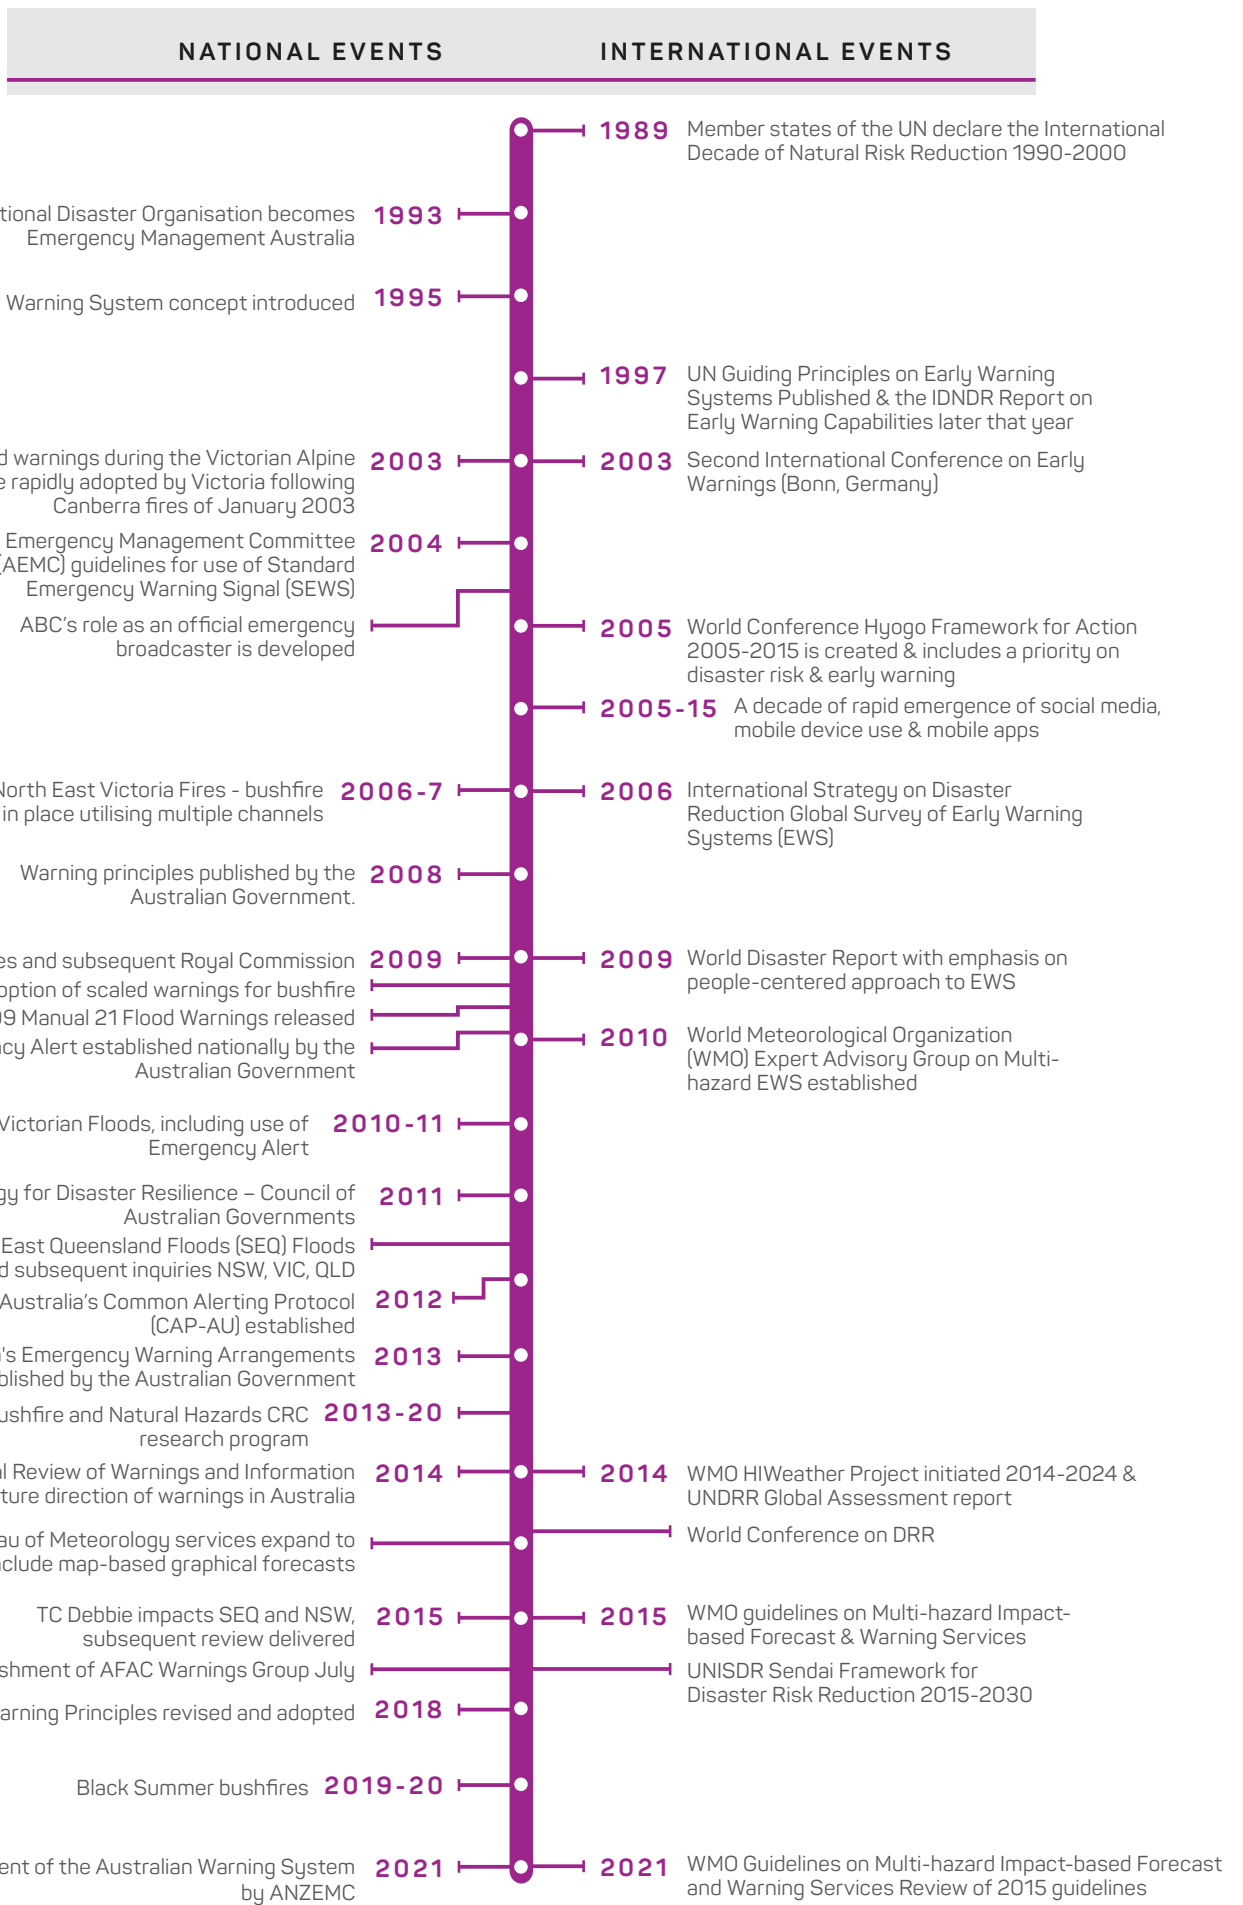 NATIONAL EVENTS
INTERNATIONAL EVENTS
1989 Member states of the UN declare the International
Decade of Natural Risk Reduction 1990-2000
Disaster Organisation becomes 1993
Emergency Management Australia
Warning System concept introduced 1995
1997 UN Guiding Principles on Early Warning
Systems Published & the IDNDR Report on
Early Warning Capabilities later that year
warnings during the Victorian Alpine 2003
rapidly adopted by Victoria following
Canberra fires of January 2003
2003 Second International Conference on Early
Warnings (Bonn, Germany)
Emergency Management Committee 2004
(AEMC) guidelines for use of Standard
Emergency Warning Signal (SEWS)
ABC's role as an official emergency
broadcaster is developed
2005 World Conference Hyogo Framework for Action
2005-2015 is created & includes a priority on
disaster risk & early warning
2005-15 A decade of rapid emergence of social media,
mobile device use & mobile apps
North East Victoria Fires - bushfire 2006-7
in place utilising multiple channels
2006 International Strategy on Disaster
Reduction Global Survey of Early Warning
Systems (EWS)
Warning principles published by the 2008
Australian Government.
and subsequent Royal Commission 2009
of scaled warnings for bushfire
Manual 21 Flood Warnings released
Alert established nationally by the
Australian Government
2009 World Disaster Report with emphasis on
people-centered approach to EWS
2010 World Meteorological Organization
(WMO) Expert Advisory Group on Multi-
hazard EWS established
Victorian Floods, including use of 2010-11
Emergency Alert
for Disaster Resilience – Council of 2011
Australian Governments
East Queensland Floods (SEQ) Floods
subsequent inquiries NSW, VIC, QLD
Australia's Common Alerting Protocol 2012
(CAP-AU) established
Emergency Warning Arrangements 2013
by the Australian Government
and Natural Hazards CRC 2013-20
research program
Review of Warnings and Information 2014
direction of warnings in Australia
2014 WMO HIWeather Project initiated 2014-2024 &
UNDRR Global Assessment report
World Conference on DRR
of Meteorology services expand to
map-based graphical forecasts
TC Debbie impacts SEQ and NSW, 2015
subsequent review delivered
2015 WMO guidelines on Multi-hazard Impact-
based Forecast & Warning Services
of AFAC Warnings Group July
UNISDR Sendai Framework for
Disaster Risk Reduction 2015-2030
Principles revised and adopted 2018
Black Summer bushfires 2019-20
of the Australian Warning System 2021
by ANZEMC
2021 WMO Guidelines on Multi-hazard Impact-based Forecast
and Warning Services Review of 2015 guidelines